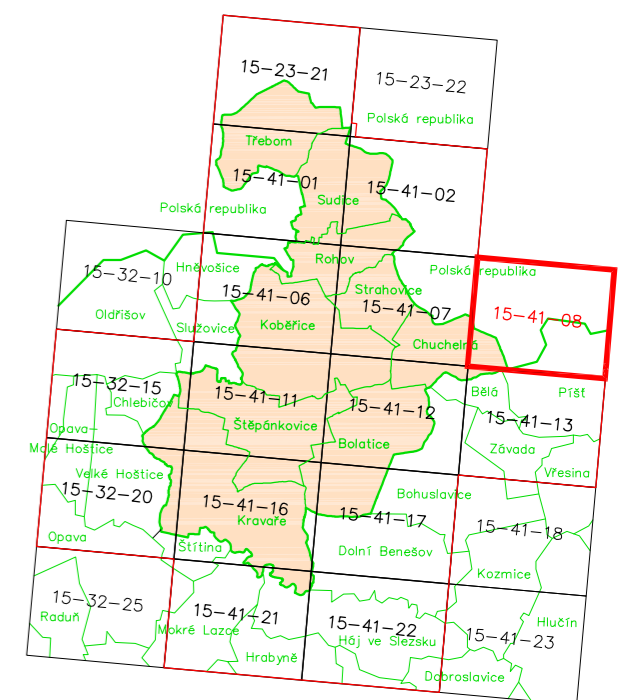 15-23-21
15-23-22
Polská republika
Třebom
15-41-01
15-41-02
Sudice
Polská republika
Rohov
Polská republika
Hněvošice
15-32-10
15-41-06
Strahovice
15-41-07
15-41-08
Oldřišov
Služovice
Kobeřice
Chuchelná
15-32-15
Chlebičov
15-41-11
15-41-12
Bělá
Píšť
15-41-13
Opava-
Malé Hoštice
Štěpánkovice
Bolatice
Závada
Velké Hoštice
Vřesina
15-32-20
15-41-16
Bohuslavice
Kravaře
15-41-17
15-41-18
Opava
Štítina
Dolní Benešov
Kozmice
15-32-25
Raduň
15-41-21
Mokré Lazce
15-41-22
Háj ve Slezsku
Hlučín
15-41-23
Hrabyně
Dobroslavice